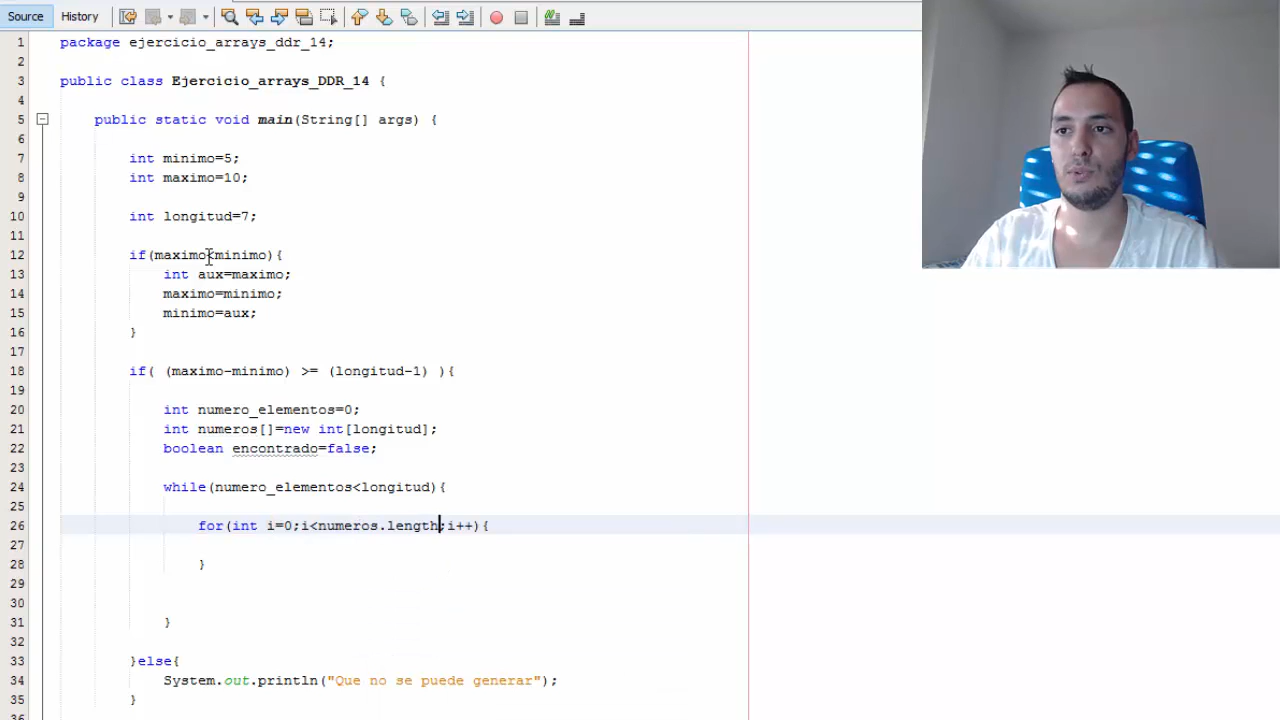 Source History
1 package ejercicio_arrays_ddr_14;
2
3 public class Ejercicio_arrays_DDR_14 {
4
5 public static void main(String[] args) {
6
7 int minimo=5;
8 int maximo=10;
9
10 int longitud=7;
11
12 if(maximo<minimo){
13 int aux=maximo;
14 maximo=minimo;
15 minimo=aux;
16 }
17
18 if( (maximo-minimo) >= (longitud-1) ){
19
20 int numero_elementos=0;
21 int numeros[]=new int[longitud];
22 boolean encontrado=false;
23
24 while(numero_elementos<longitud){
25
26 for(int i=0;i<numeros.length;i++){
27
28 }
29
30
31 }
32
33 }else{
34 System.out.println("Que no se puede generar");
35 }
36